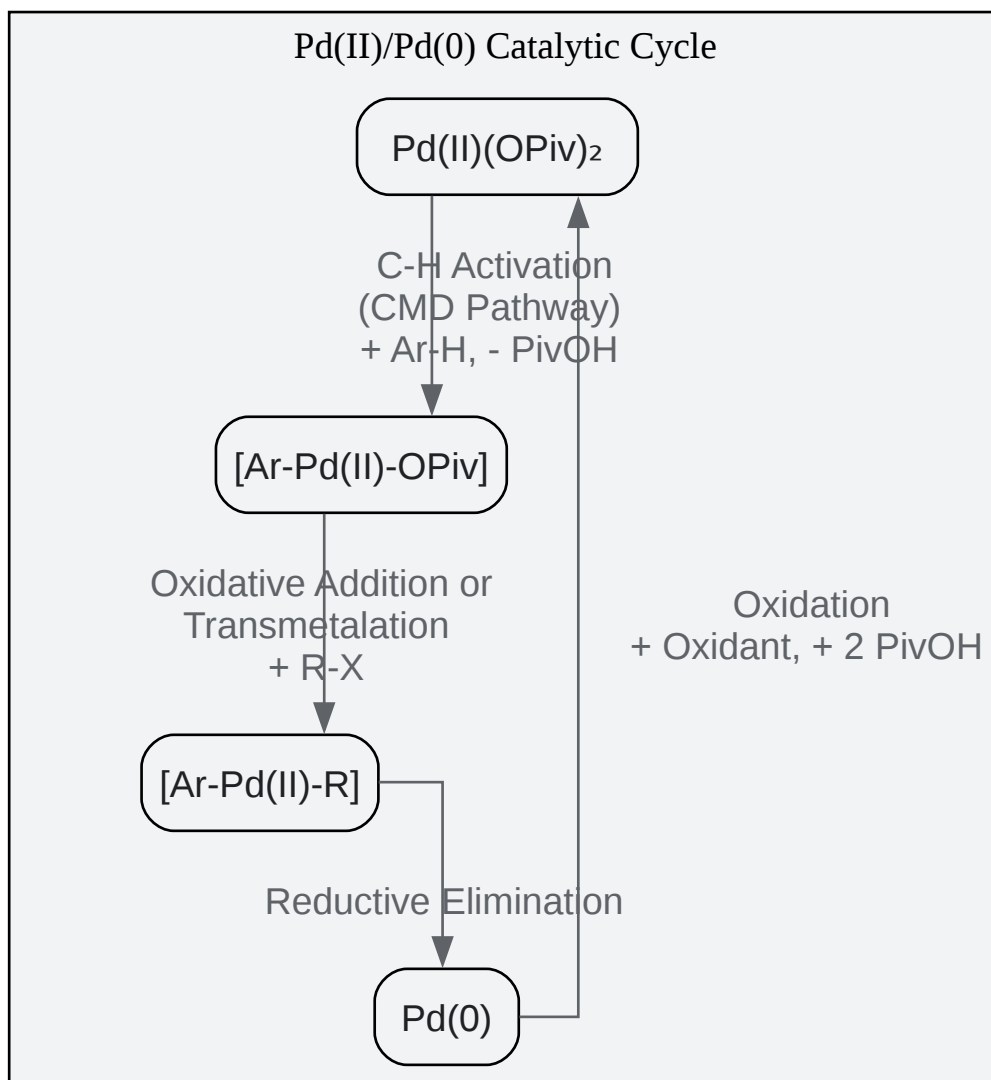 Pd(II)/Pd(0) Catalytic Cycle
Pd(II)(OPiv)₂
C-H Activation
(CMD Pathway)
+ Ar-H, - PivOH
[Ar-Pd(II)-OPiv]
Oxidative Addition or
Transmetalation
+ R-X
Oxidation
+ Oxidant, + 2 PivOH
[Ar-Pd(II)-R]
Reductive Elimination
Pd(0)